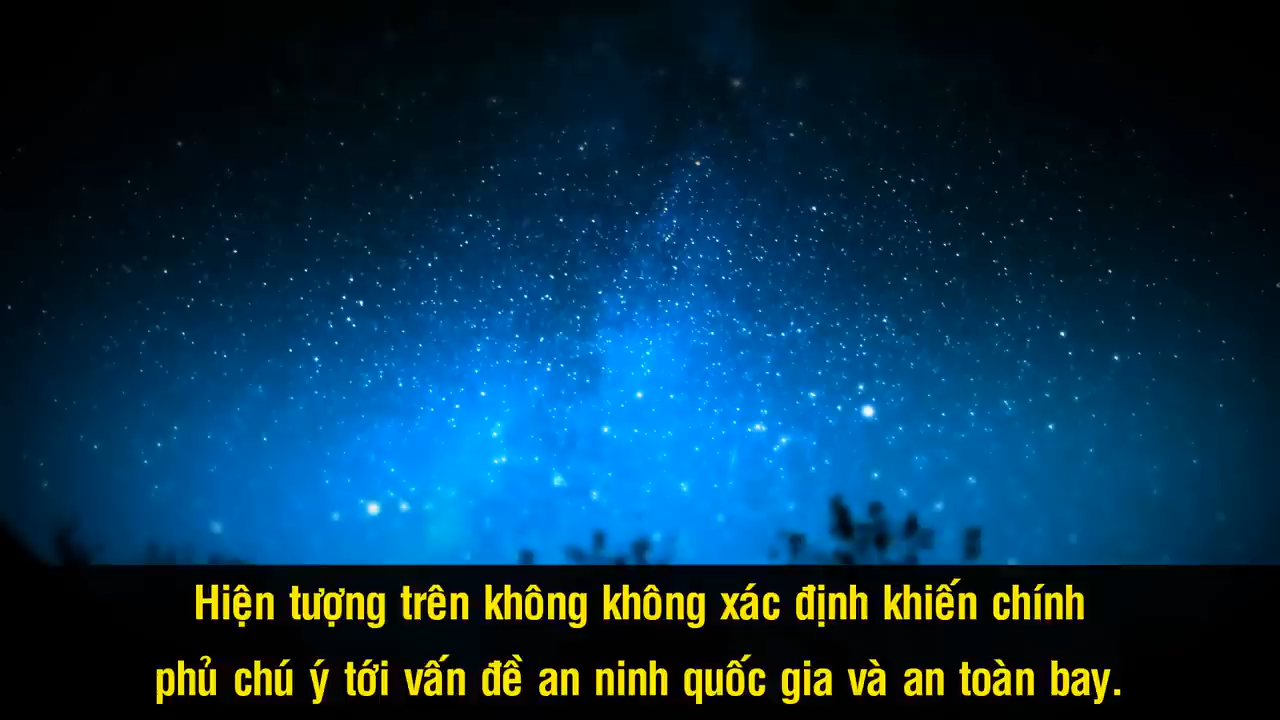 Hiện tượng trên không không xác định khiến chính
phủ chú ý tới vấn đề an ninh quốc gia và an toàn bay.